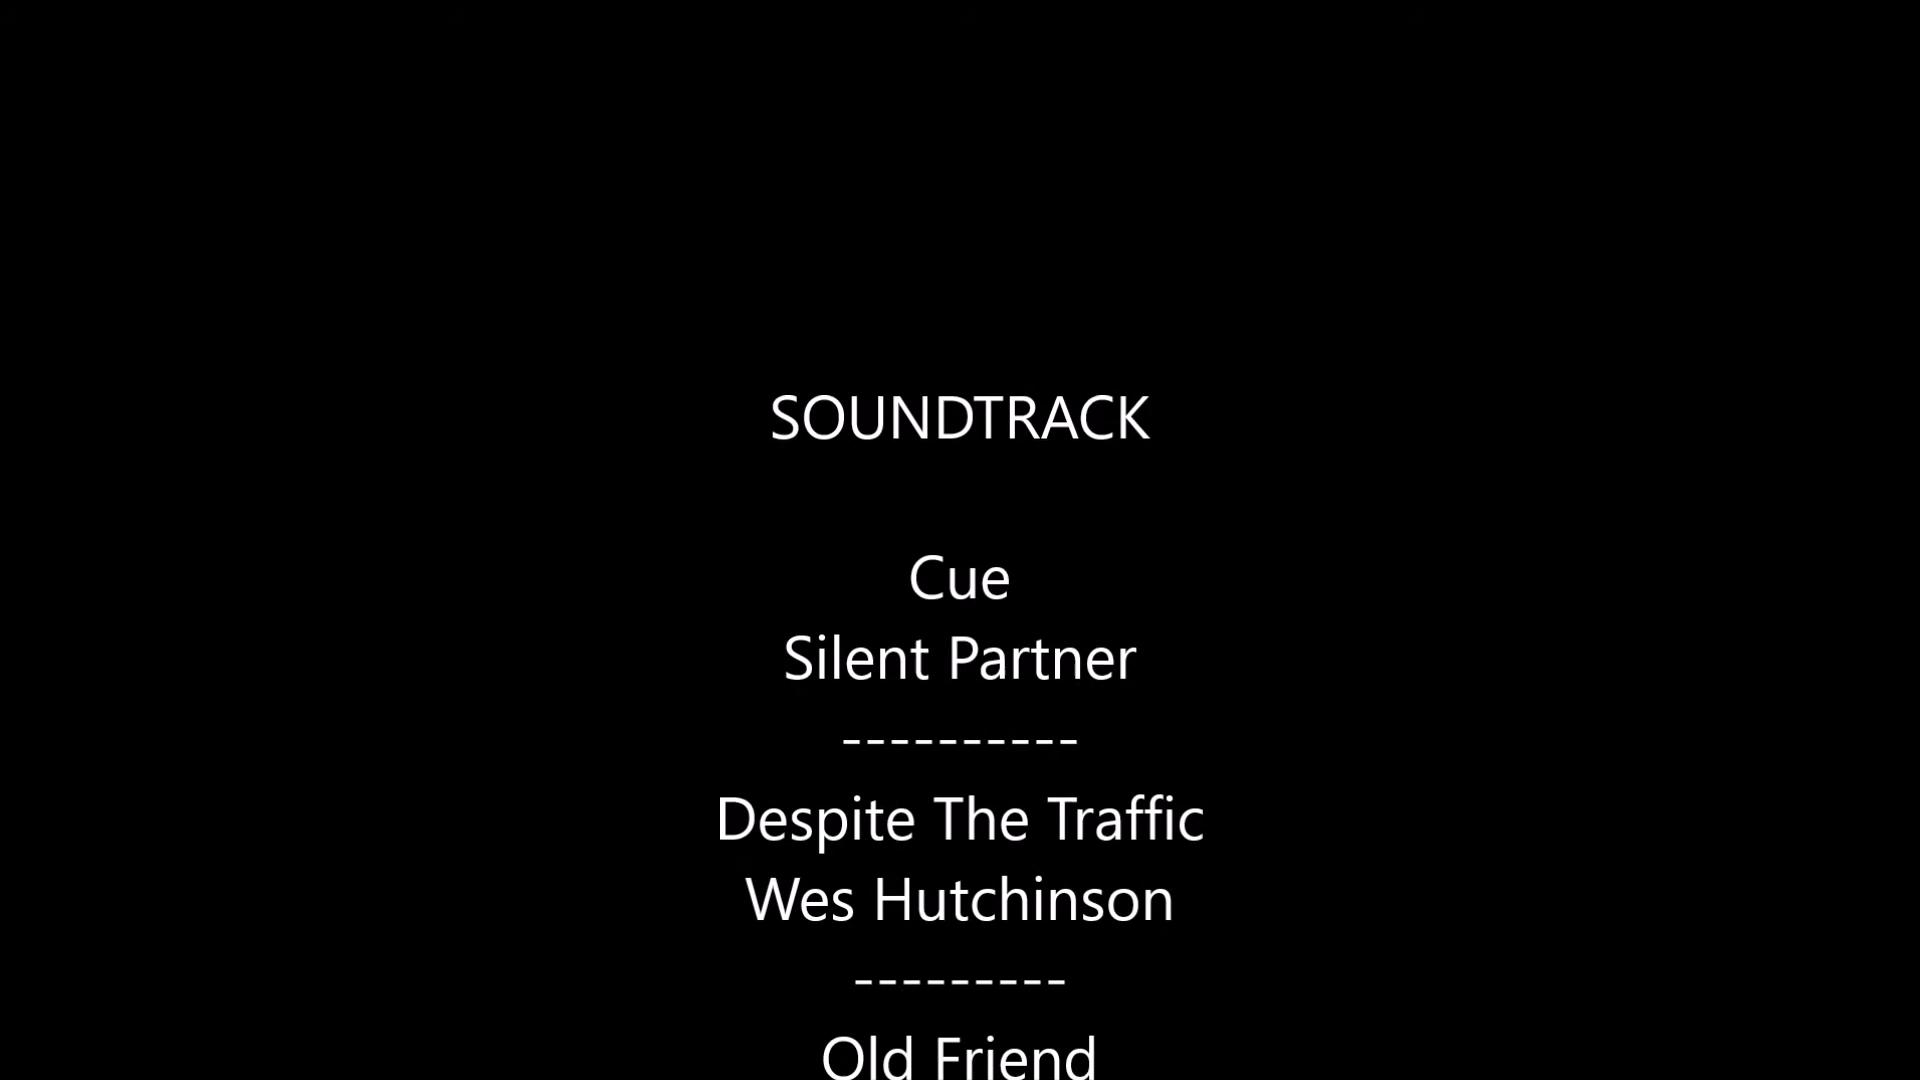 SOUNDTRACK
Cue
Silent Partner
----------
Despite The Traffic
Wes Hutchinson
---------
Old Friend